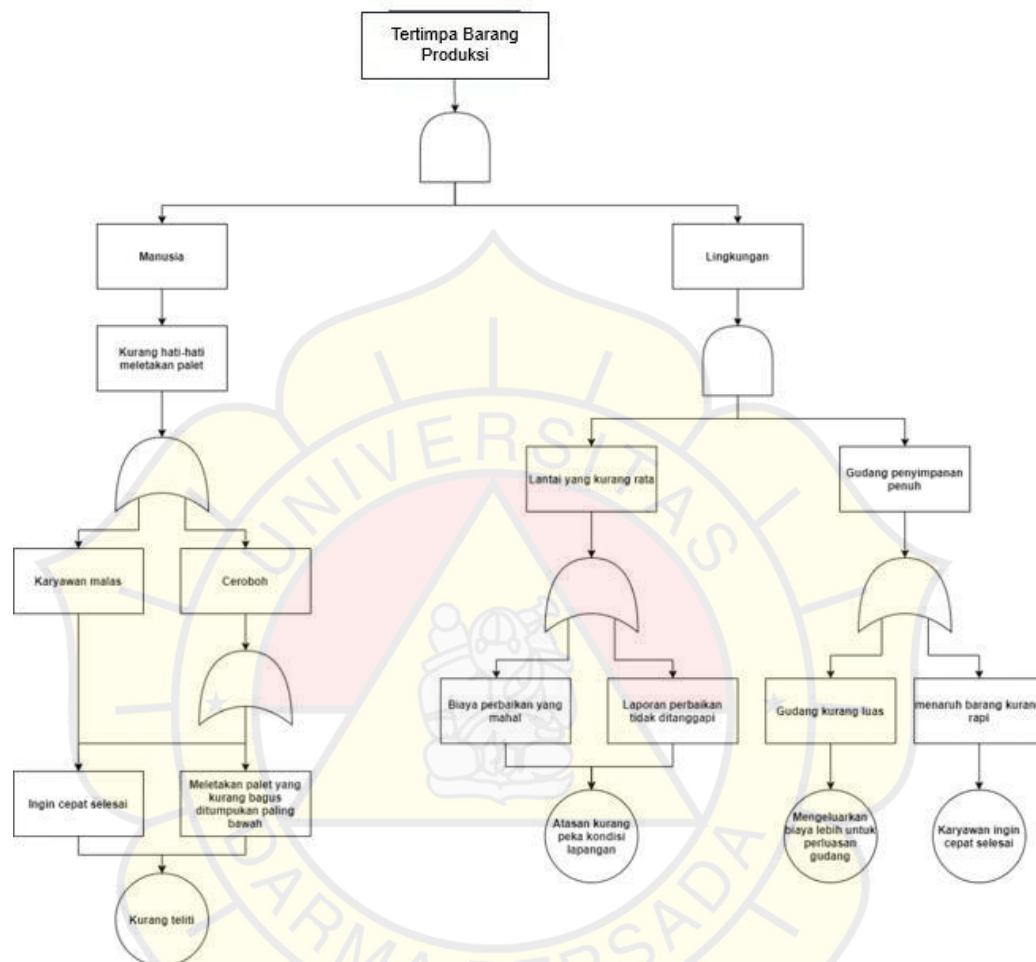 Tertimpa Barang
Produksi
Manusia
Lingkungan
Kurang hati-hati
meletakan palet
Lantai yang kurang rata
Gudang penyimpanan
penuh
Karyawan malas
Ceroboh
Biaya perbaikan yang
mahal
Laporan perbaikan
tidak ditanggapi
Gudang kurang luas
menaruh barang kurang
rapi
Ingin cepat selesai
Meletakan palet yang
kurang bagus
ditumpukan paling
bawah
Atasan kurang
peka kondisi
lapangan
Mengeluarkan
biaya lebih untuk
perluasan
gudang
Karyawan ingin
cepat selesai
Kurang teliti
UNIVERSITAS
DARMA PERSADA